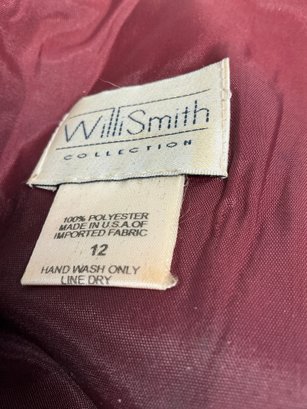 WilliSmith
COLLECTION
100% POLYESTER
MADE IN U.S.A. OF
IMPORTED FABRIC
12
HAND WASH ONLY
LINE DRY